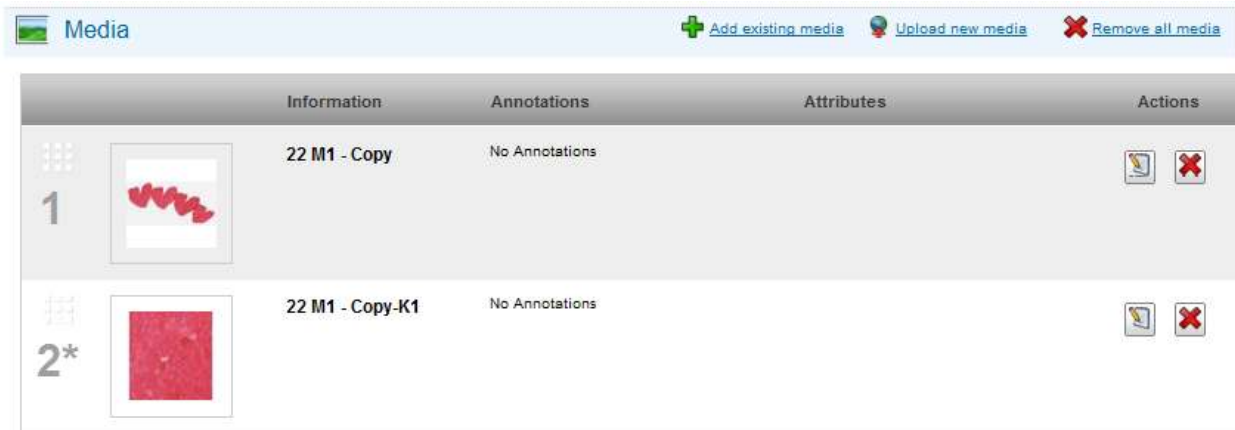 Media
Add existing media Upload new media Remove all media
Information Annotations Attributes Actions
1 22 M1 - Copy No Annotations
2* 22 M1 - Copy-K1 No Annotations